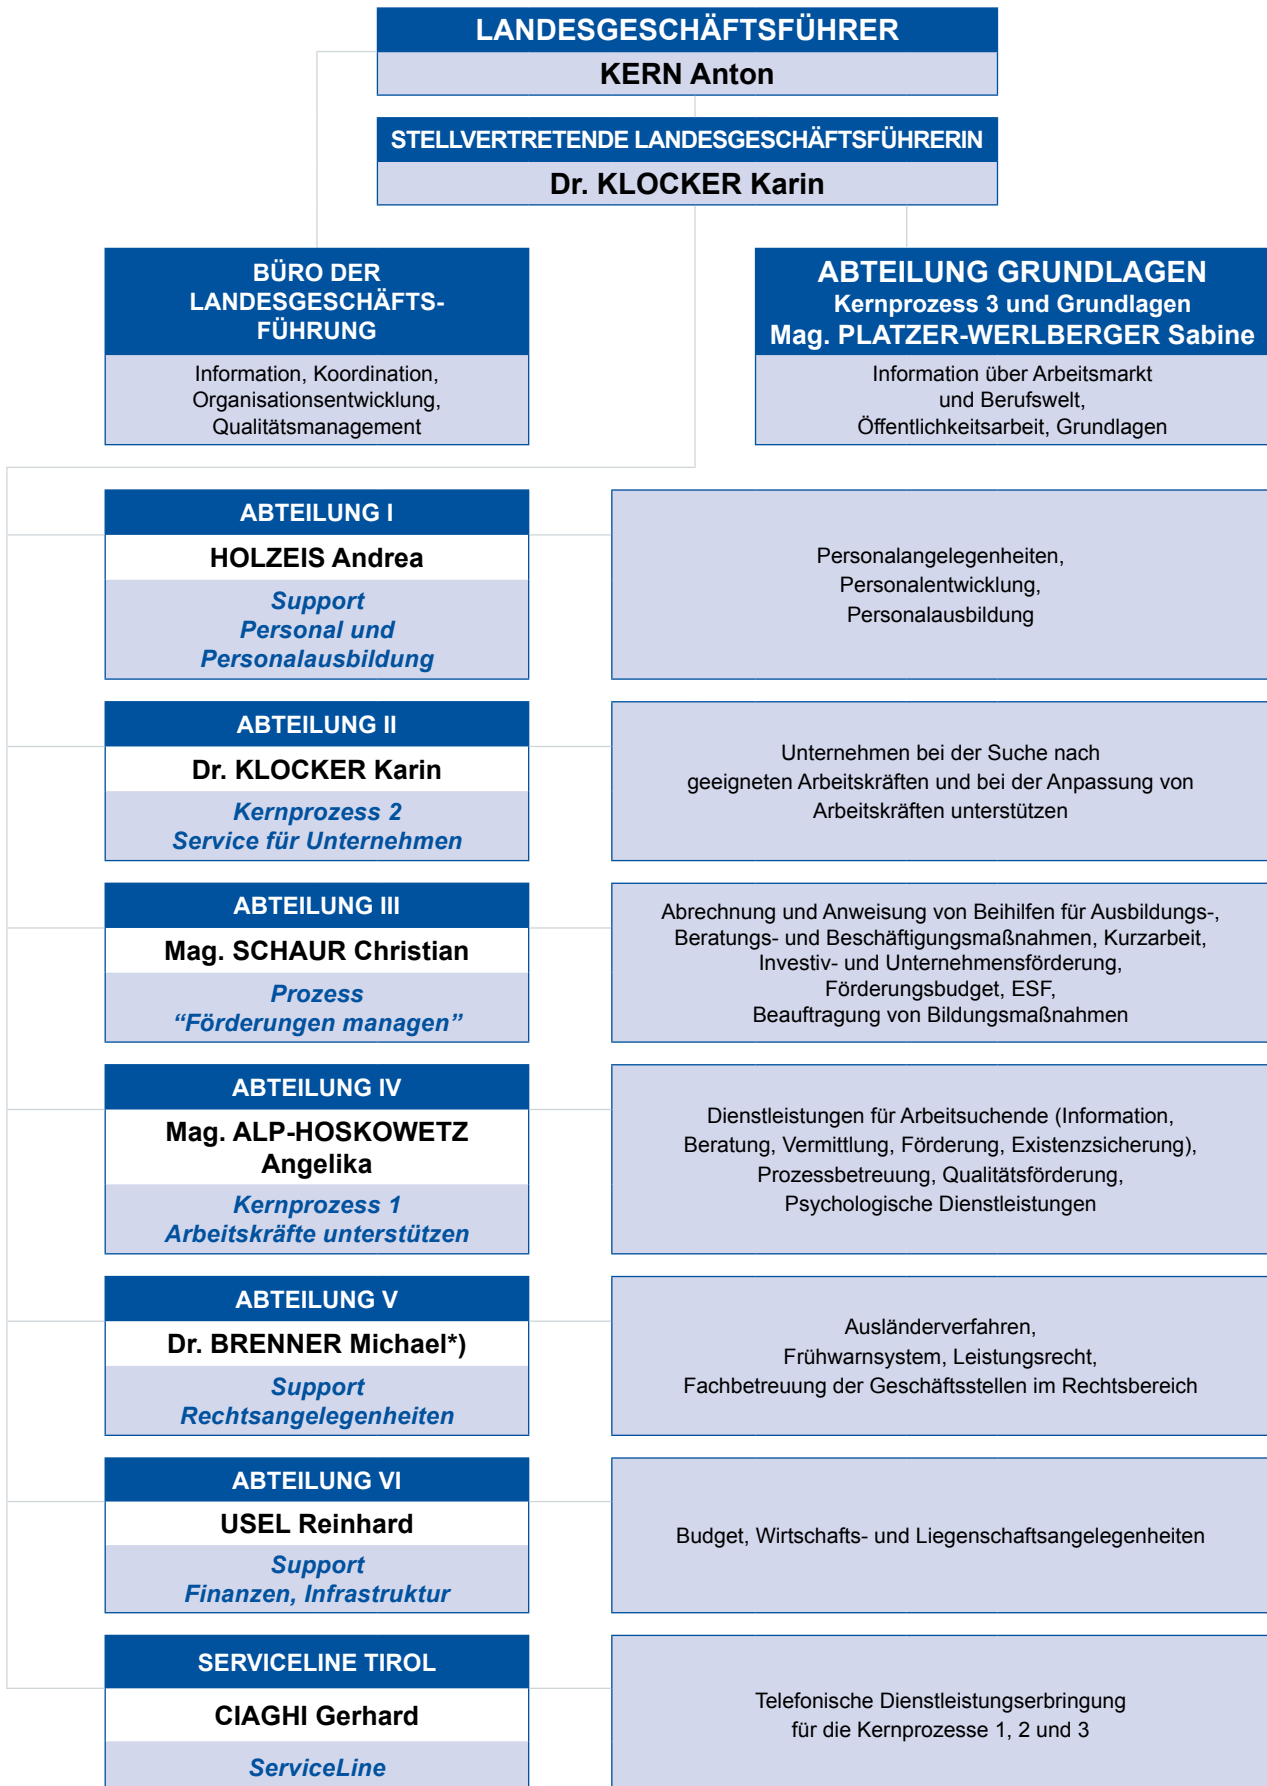 LANDESGESCHÄFTSFÜHRER
KERN Anton
STELLVERTRETENDE LANDESGESCHÄFTSFÜHRERIN
Dr. KLOCKER Karin
BÜRO DER
LANDESGESCHÄFTS-
FÜHRUNG
Information, Koordination,
Organisationsentwicklung,
Qualitätsmanagement
ABTEILUNG GRUNDLAGEN
Kernprozess 3 und Grundlagen
Mag. PLATZER-WERLBERGER Sabine
Information über Arbeitsmarkt
und Berufswelt,
Öffentlichkeitsarbeit, Grundlagen
ABTEILUNG I
HOLZEIS Andrea
Support
Personal und
Personalausbildung
Personalangelegenheiten,
Personalentwicklung,
Personalausbildung
ABTEILUNG II
Dr. KLOCKER Karin
Kernprozess 2
Service für Unternehmen
Unternehmen bei der Suche nach
geeigneten Arbeitskräften und bei der Anpassung von
Arbeitskräften unterstützen
ABTEILUNG III
Mag. SCHAUR Christian
Prozess
“Förderungen managen”
Abrechnung und Anweisung von Beihilfen für Ausbildungs-,
Beratungs- und Beschäftigungsmaßnahmen, Kurzarbeit,
Investiv- und Unternehmensförderung,
Förderungsbudget, ESF,
Beauftragung von Bildungsmaßnahmen
ABTEILUNG IV
Mag. ALP-HOSKOWETZ
Angelika
Kernprozess 1
Arbeitskräfte unterstützen
Dienstleistungen für Arbeitsuchende (Information,
Beratung, Vermittlung, Förderung, Existenzsicherung),
Prozessbetreuung, Qualitätsförderung,
Psychologische Dienstleistungen
ABTEILUNG V
Dr. BRENNER Michael*)
Support
Rechtsangelegenheiten
Ausländerverfahren,
Frühwarnsystem, Leistungsrecht,
Fachbetreuung der Geschäftsstellen im Rechtsbereich
ABTEILUNG VI
USEL Reinhard
Support
Finanzen, Infrastruktur
Budget, Wirtschafts- und Liegenschaftsangelegenheiten
SERVICELINE TIROL
CIAGHI Gerhard
ServiceLine
Telefonische Dienstleistungserbringung
für die Kernprozesse 1, 2 und 3